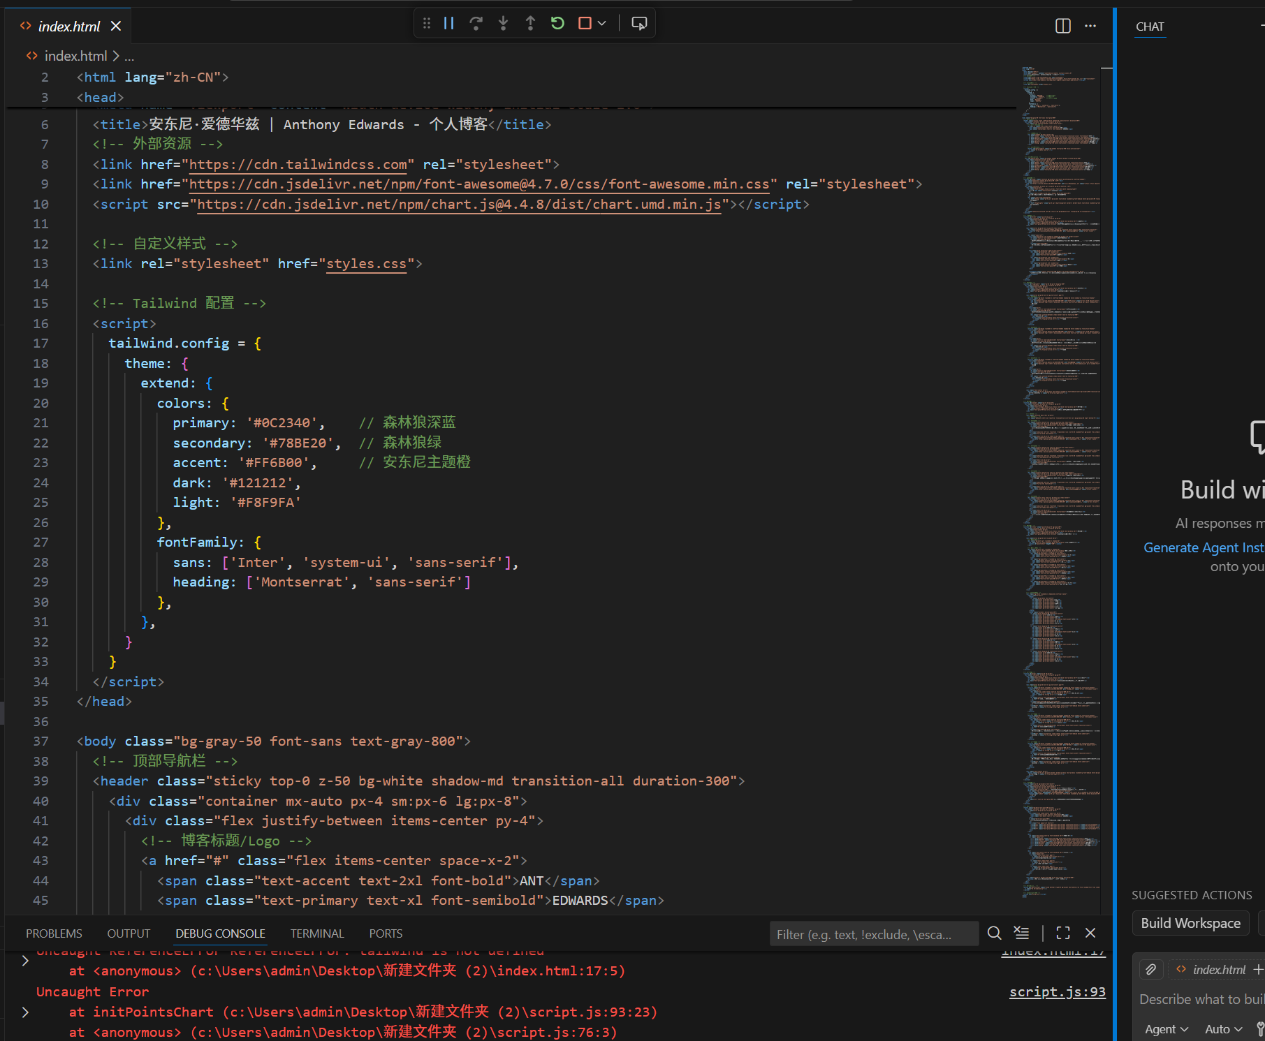 index.html
CHAT
index.html > ...
2 <html lang="zh-CN">
3 <head>
6 <title>安东尼·爱德华兹 | Anthony Edwards - 个人博客</title>
7 <!-- 外部资源 -->
8 <link href="https://cdn.tailwindcss.com" rel="stylesheet">
9 <link href="https://cdn.jsdelivr.net/npm/font-awesome@4.7.0/css/font-awesome.min.css" rel="stylesheet">
10 <script src="https://cdn.jsdelivr.net/npm/chart.js@4.4.8/dist/chart.umd.min.js"></script>
11
12 <!-- 自定义样式 -->
13 <link rel="stylesheet" href="styles.css">
14
15 <!-- Tailwind 配置 -->
16 <script>
17 tailwind.config = {
18 theme: {
19 extend: {
20 colors: {
21 primary: '#0C2340', // 森林狼深蓝
22 secondary: '#78BE20', // 森林狼绿
23 accent: '#FF6B00', // 安东尼主题橙
24 dark: '#121212',
25 light: '#F8F9FA'
26 },
27 fontFamily: {
28 sans: ['Inter', 'system-ui', 'sans-serif'],
29 heading: ['Montserrat', 'sans-serif']
30 },
31 },
32 }
33 }
34 </script>
35 </head>
36
37 <body class="bg-gray-50 font-sans text-gray-800">
38 <!-- 顶部导航栏 -->
39 <header class="sticky top-0 z-50 bg-white shadow-md transition-all duration-300">
40 <div class="container mx-auto px-4 sm:px-6 lg:px-8">
41 <div class="flex justify-between items-center py-4">
42 <!-- 博客标题/Logo -->
43 <a href="#" class="flex items-center space-x-2">
44 <span class="text-accent text-2xl font-bold">ANT</span>
45 <span class="text-primary text-xl font-semibold">EDWARDS</span>
PROBLEMS OUTPUT DEBUG CONSOLE TERMINAL PORTS
Filter (e.g. text, !exclude, \esca...
Uncaught ReferenceError ReferenceError: tailwind is not defined index.html:17
at <anonymous> (c:\Users\admin\Desktop\新建文件夹 (2)\index.html:17:5)
Uncaught Error script.js:93
at initPointsChart (c:\Users\admin\Desktop\新建文件夹 (2)\script.js:93:23)
at <anonymous> (c:\Users\admin\Desktop\新建文件夹 (2)\script.js:76:3)
Build wi
AI responses m
Generate Agent Inst
onto you
SUGGESTED ACTIONS
Build Workspace
index.html
Describe what to buil
Agent Auto